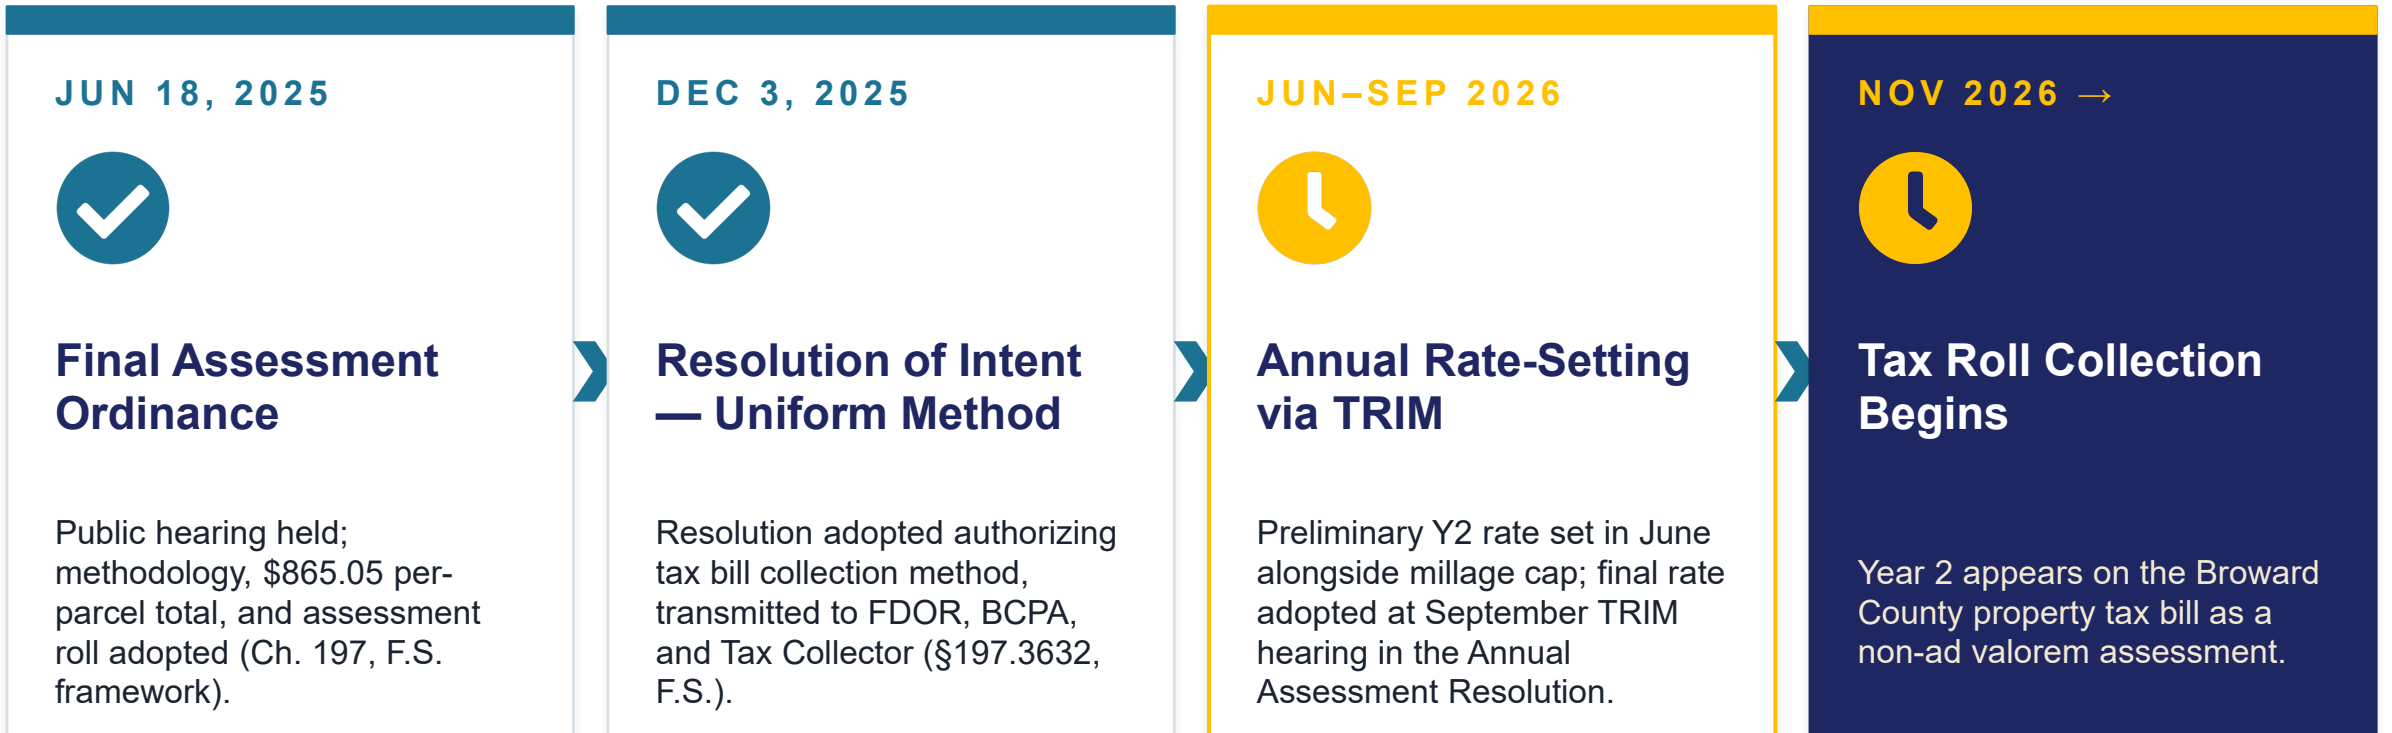 JUN 18, 2025
Final Assessment
Ordinance
Public hearing held;
methodology, $865.05 per-
parcel total, and assessment
roll adopted (Ch. 197, F.S.
framework).
DEC 3, 2025
Resolution of Intent
— Uniform Method
Resolution adopted authorizing
tax bill collection method,
transmitted to FDOR, BCPA,
and Tax Collector (§197.3632,
F.S.).
JUN–SEP 2026
Annual Rate-Setting
via TRIM
Preliminary Y2 rate set in June
alongside millage cap; final rate
adopted at September TRIM
hearing in the Annual
Assessment Resolution.
NOV 2026 →
Tax Roll Collection
Begins
Year 2 appears on the Broward
County property tax bill as a
non-ad valorem assessment.